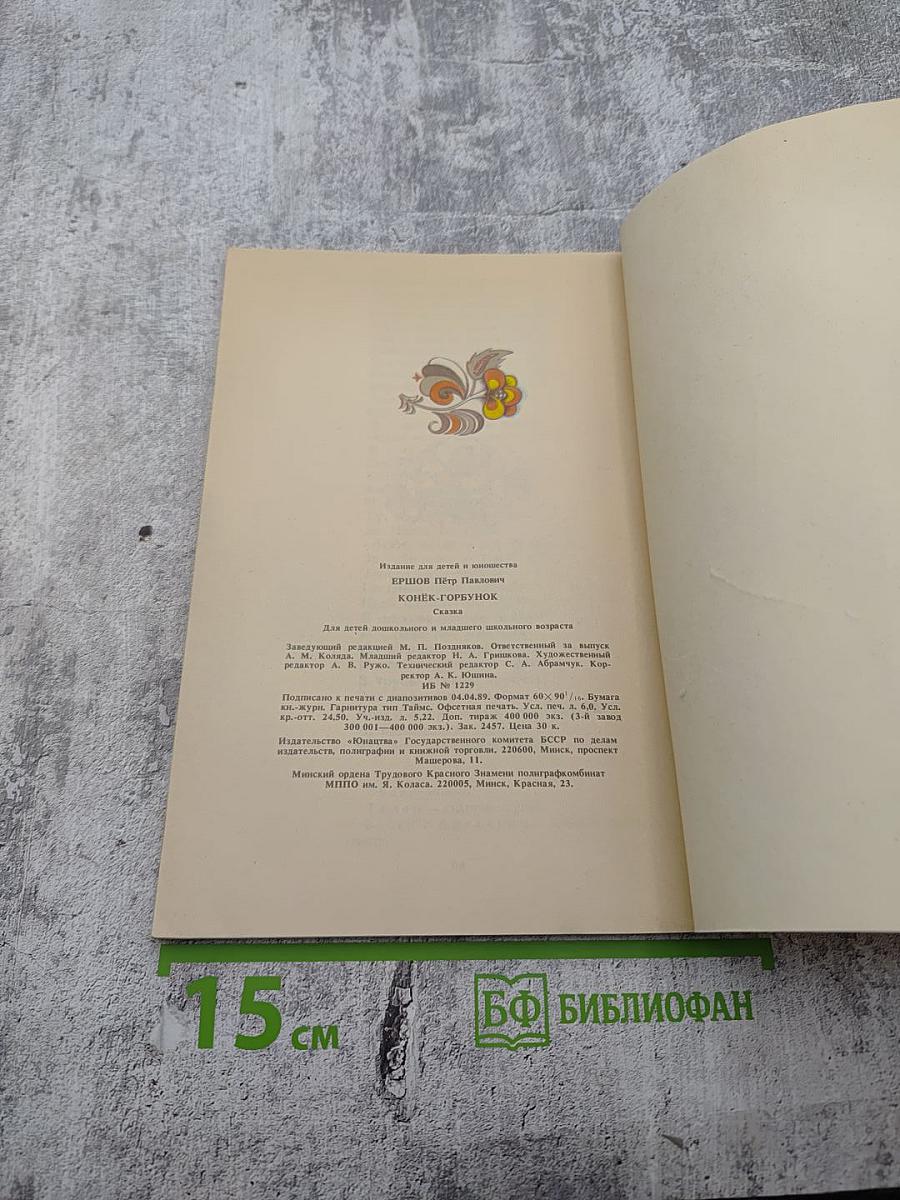 Издание для детей и юношества
ЕРШОВ Пётр Павлович
КОНЁК-ГОРБУНОК
Сказка
Для детей дошкольного и младшего школьного возраста
Заведующий редакцией М. П. Поздняков. Ответственный за выпуск
А. М. Коляда. Младший редактор Н. А. Гришкова. Художественный
редактор А. В. Ружо. Технический редактор С. А. Абрамчук. Кор-
ректор А. К. Юшина.
ИБ № 1229
Подписано к печати с диапозитивов 04.04.89. Формат 60×90¹/₁₆. Бумага
кн.-журн. Гарнитура тип Таймс. Офсетная печать. Усл. печ. л. 6,0, Усл.
кр.-отт. 24,50. Уч.-изд. л. 5,22. Доп. тираж 400 000 экз. (3-й завод
300 001—400 000 экз.). Зак. 2457. Цена 30 к.
Издательство «Юнацтва» Государственного комитета БССР по делам
издательств, полиграфии и книжной торговли. 220600, Минск, проспект
Машерова, 11.
Минский ордена Трудового Красного Знамени полиграфкомбинат
МППО им. Я. Коласа. 220005, Минск, Красная, 23.
15 см
БФ БИБЛИОФАН